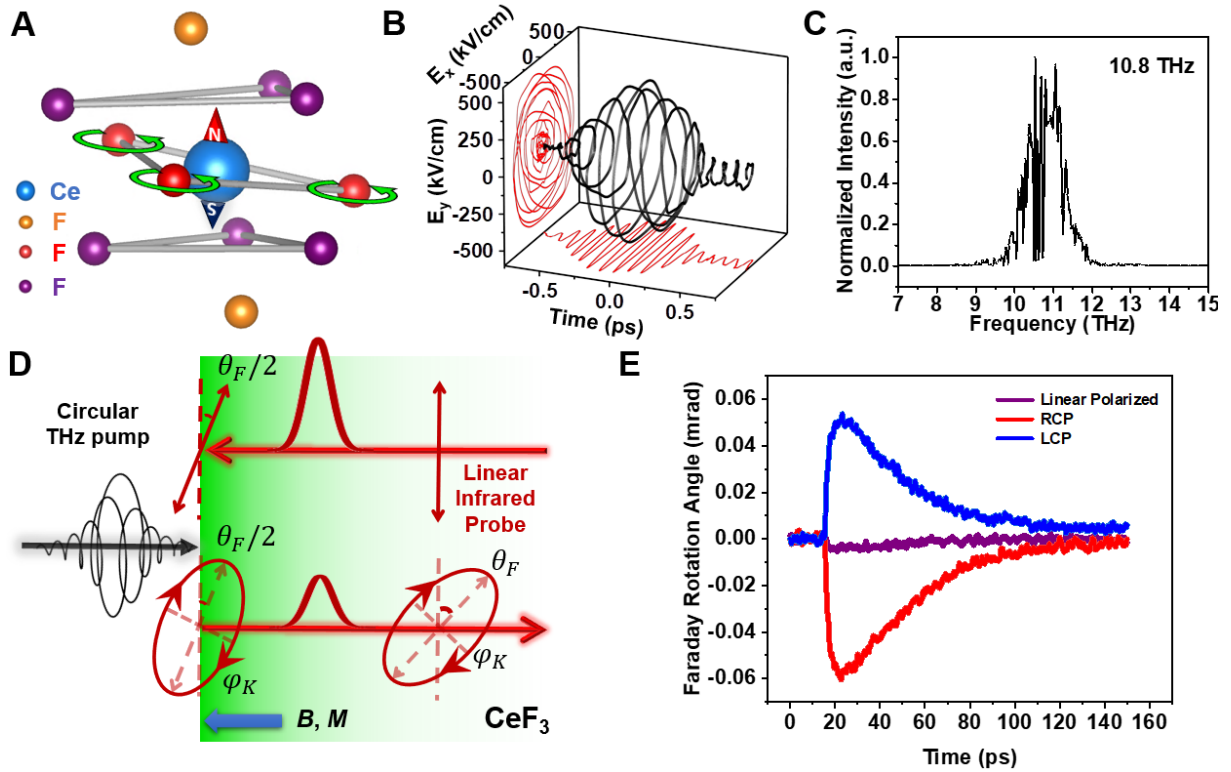 A
N
S
Ce
F
F
F
B
E_x (kV/cm)
500
0
-500
500
250
0
-250
-500
E_y (kV/cm)
-0.5
0.0
0.5
Time (ps)
C
10.8 THz
Normalized Intensity (a.u.)
1.0
0.8
0.6
0.4
0.2
0.0
7 8 9 10 11 12 13 14 15
Frequency (THz)
D
θ_F/2
Circular
THz pump
Linear
Infrared
Probe
θ_F/2
θ_F
φ_K
φ_K
B, M
CeF₃
E
Linear Polarized
RCP
LCP
Faraday Rotation Angle (mrad)
0.06
0.04
0.02
0.00
-0.02
-0.04
-0.06
0 20 40 60 80 100 120 140 160
Time (ps)